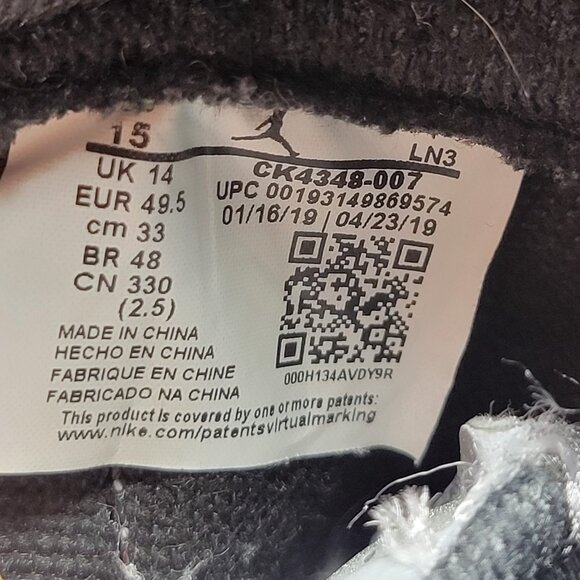 15
LN3
UK 14
CK4348-007
EUR 49.5
UPC 00193149869574
cm 33
01/16/19 | 04/23/19
BR 48
CN 330
(2.5)
MADE IN CHINA
HECHO EN CHINA
FABRIQUE EN CHINE
000H134AVDY9R
FABRICADO NA CHINA
This product is covered by one or more patents:
www.nike.com/patentsvirtualmarking